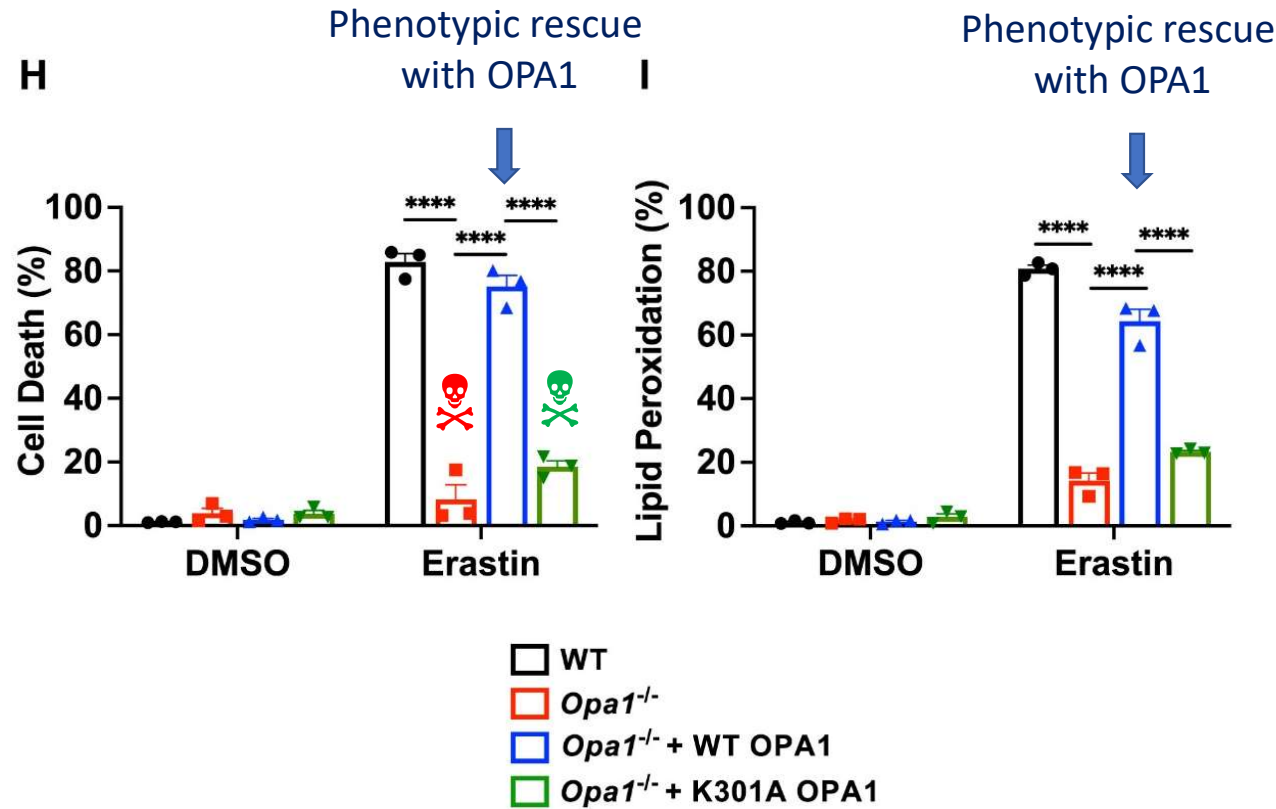 Phenotypic rescue
with OPA1
Phenotypic rescue
with OPA1
H
I
Cell Death (%)
100
80
60
40
20
0
****
****
****
DMSO
Erastin
Lipid Peroxidation (%)
100
80
60
40
20
0
****
****
****
DMSO
Erastin
WT
Opa1-/-
Opa1-/- + WT OPA1
Opa1-/- + K301A OPA1